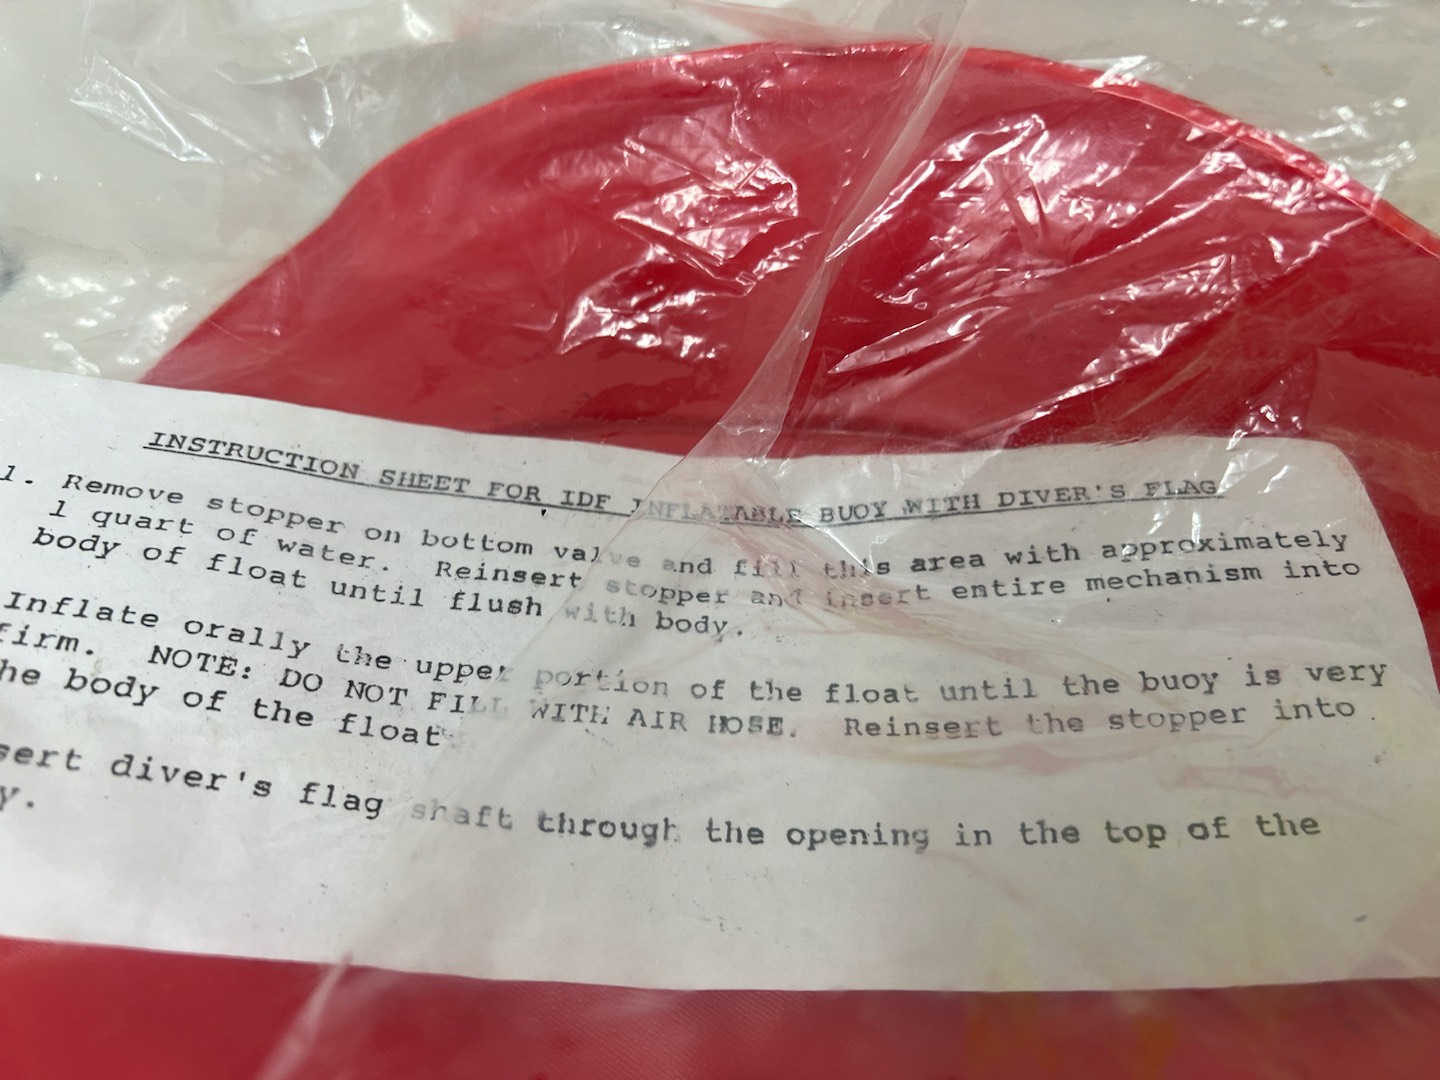 INSTRUCTION SHEET FOR IDF INFLATABLE BUOY WITH DIVER'S FLAG
1. Remove stopper on bottom valve and fill this area with approximately
1 quart of water. Reinsert stopper and insert entire mechanism into
body of float until flush with body.
Inflate orally the upper portion of the float until the buoy is very
firm. NOTE: DO NOT FILL WITH AIR HOSE. Reinsert the stopper into
he body of the float
sert diver's flag shaft through the opening in the top of the
y.